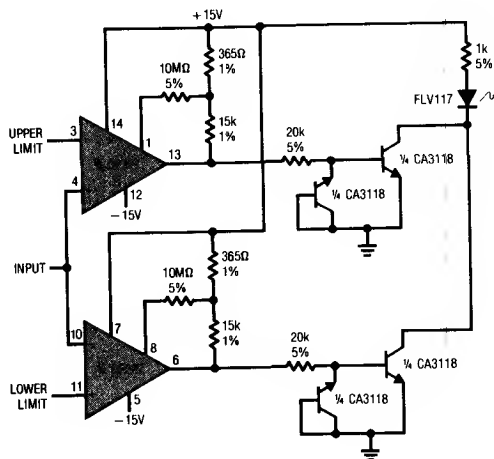 +15V
365Ω
1%
10MΩ
5%
15k
1%
1k
5%
FLV117
UPPER
LIMIT
3
14
1
13
4
12
−15V
20k
5%
¼ CA3118
¼ CA3118
INPUT
365Ω
1%
10MΩ
5%
15k
1%
10
7
8
6
11
5
−15V
LOWER
LIMIT
20k
5%
¼ CA3118
¼ CA3118